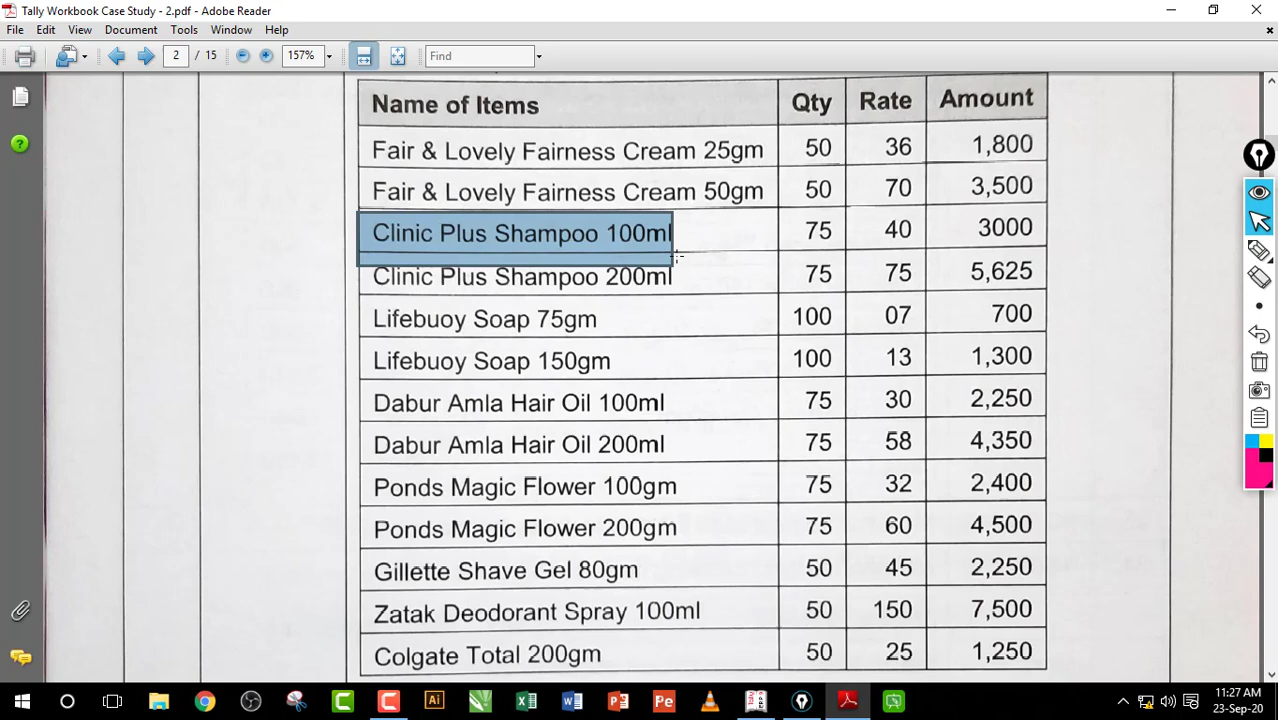 Tally Workbook Case Study - 2.pdf - Adobe Reader
File Edit View Document Tools Window Help
2 / 15 157% Find
Name of Items Qty Rate Amount
Fair & Lovely Fairness Cream 25gm 50 36 1,800
Fair & Lovely Fairness Cream 50gm 50 70 3,500
Clinic Plus Shampoo 100ml 75 40 3000
Clinic Plus Shampoo 200ml 75 75 5,625
Lifebuoy Soap 75gm 100 07 700
Lifebuoy Soap 150gm 100 13 1,300
Dabur Amla Hair Oil 100ml 75 30 2,250
Dabur Amla Hair Oil 200ml 75 58 4,350
Ponds Magic Flower 100gm 75 32 2,400
Ponds Magic Flower 200gm 75 60 4,500
Gillette Shave Gel 80gm 50 45 2,250
Zatak Deodorant Spray 100ml 50 150 7,500
Colgate Total 200gm 50 25 1,250
Ai X W P Pe
11:27 AM
23-Sep-20